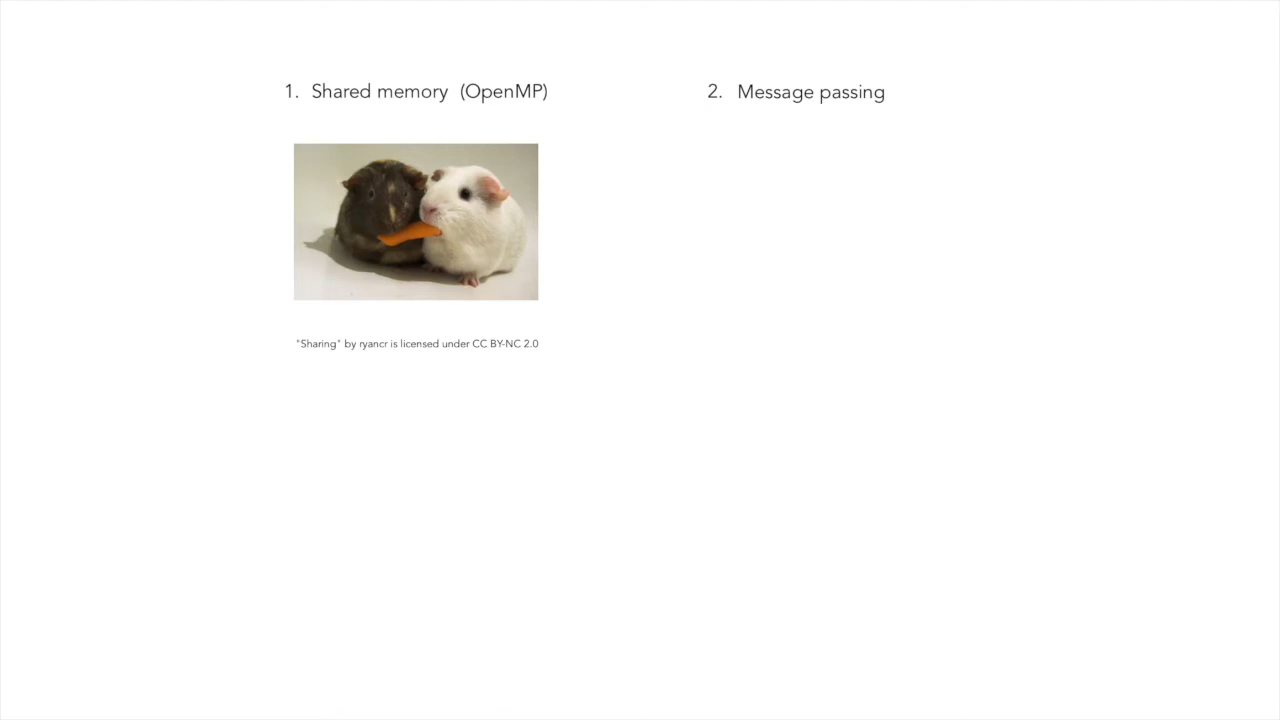 1. Shared memory (OpenMP)
2. Message passing
"Sharing" by ryancr is licensed under CC BY-NC 2.0